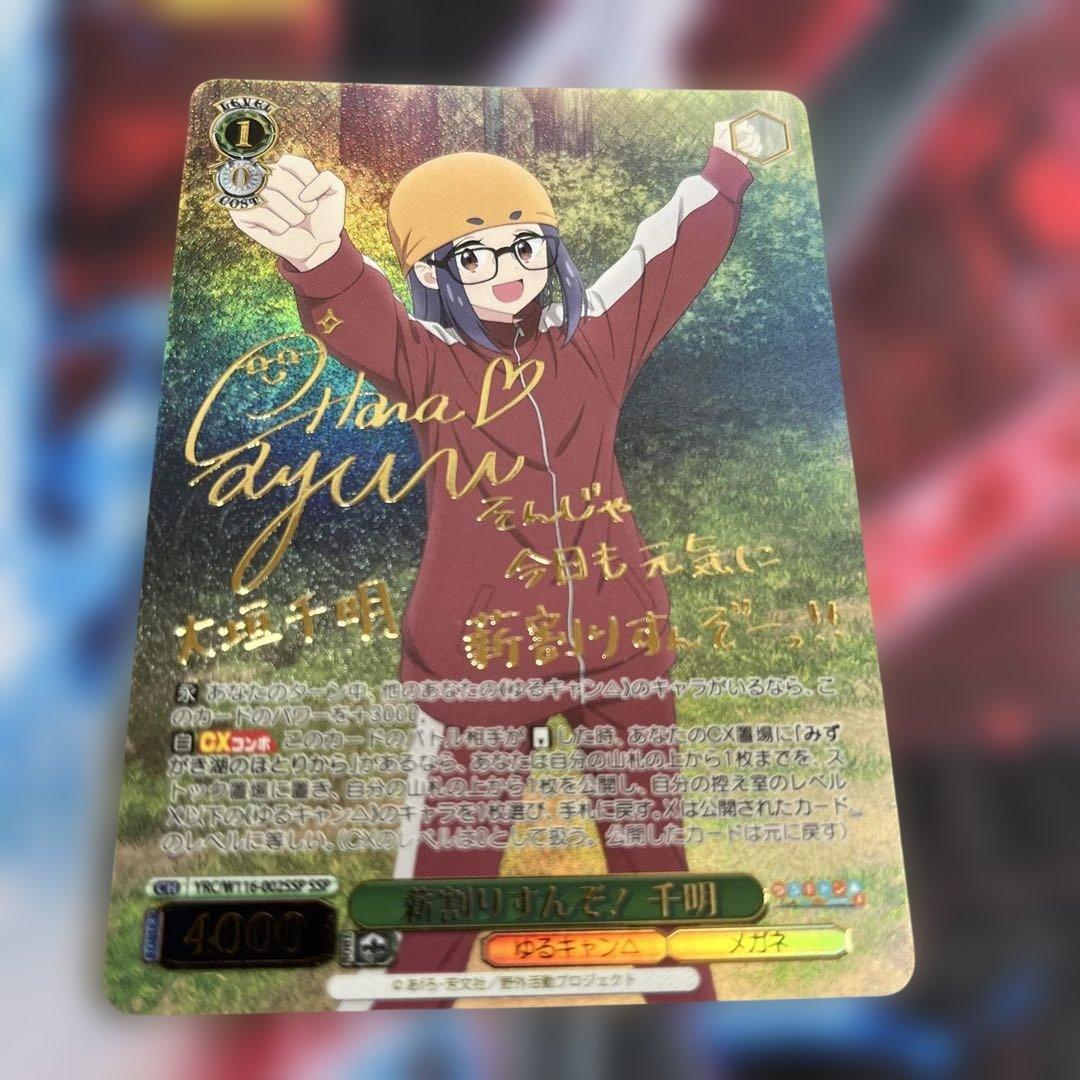 LEVEL
1
0
COST
Hara ♡
ayumi
そんじゃ
今日も元気に
薪割りすんぞーっ!!
大垣千明
永 あなたのターン中、他のあなたの《ゆるキャン△》のキャラがいるなら、こ
のカードのパワーを+3000。
自 CXコンボ このカードのバトル相手が した時、あなたのCX置場に「みず
がき湖のほとりから」があるなら、あなたは自分の山札の上から1枚までを、ス
トック置場に置き、自分の山札の上から1枚を公開し、自分の控え室のレベル
X以下の《ゆるキャン△》のキャラを1枚選び、手札に戻す。Xは公開されたカード
のレベルに等しい。(CXのレベルは0として扱う。公開したカードは元に戻す)
CH YRC/W116-002SSP SSP
薪割りすんぞ! 千明
ゆるキャン△
POWER 4000
SOUL
ゆるキャン△ メガネ
©あfろ・芳文社/野外活動プロジェクト